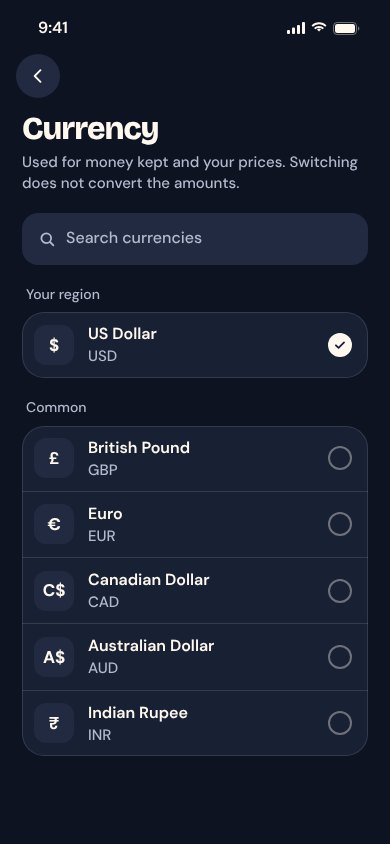 9:41
Currency
Used for money kept and your prices. Switching
does not convert the amounts.
Search currencies
Your region
$
US Dollar
USD
Common
£
British Pound
GBP
€
Euro
EUR
C$
Canadian Dollar
CAD
A$
Australian Dollar
AUD
₹
Indian Rupee
INR